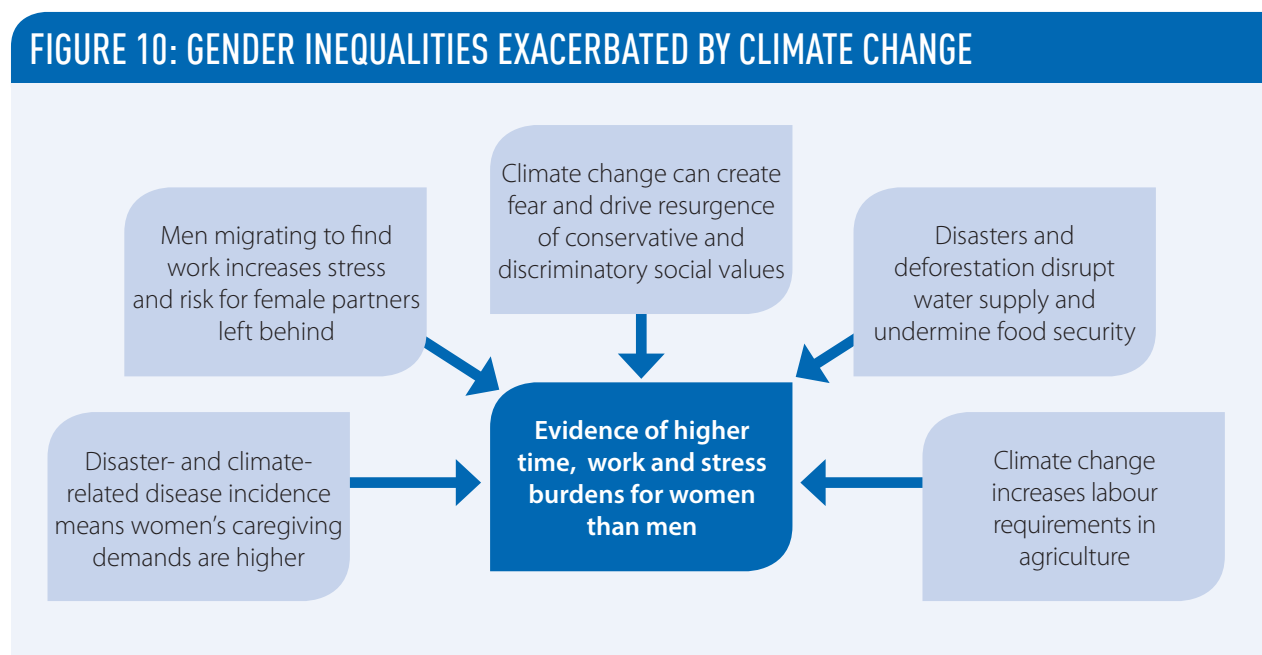 FIGURE 10: GENDER INEQUALITIES EXACERBATED BY CLIMATE CHANGE
Climate change can create
fear and drive resurgence
of conservative and
discriminatory social values
Men migrating to find
work increases stress
and risk for female partners
left behind
Disasters and
deforestation disrupt
water supply and
undermine food security
Disaster- and climate-
related disease incidence
means women’s caregiving
demands are higher
Evidence of higher
time, work and stress
burdens for women
than men
Climate change
increases labour
requirements in
agriculture